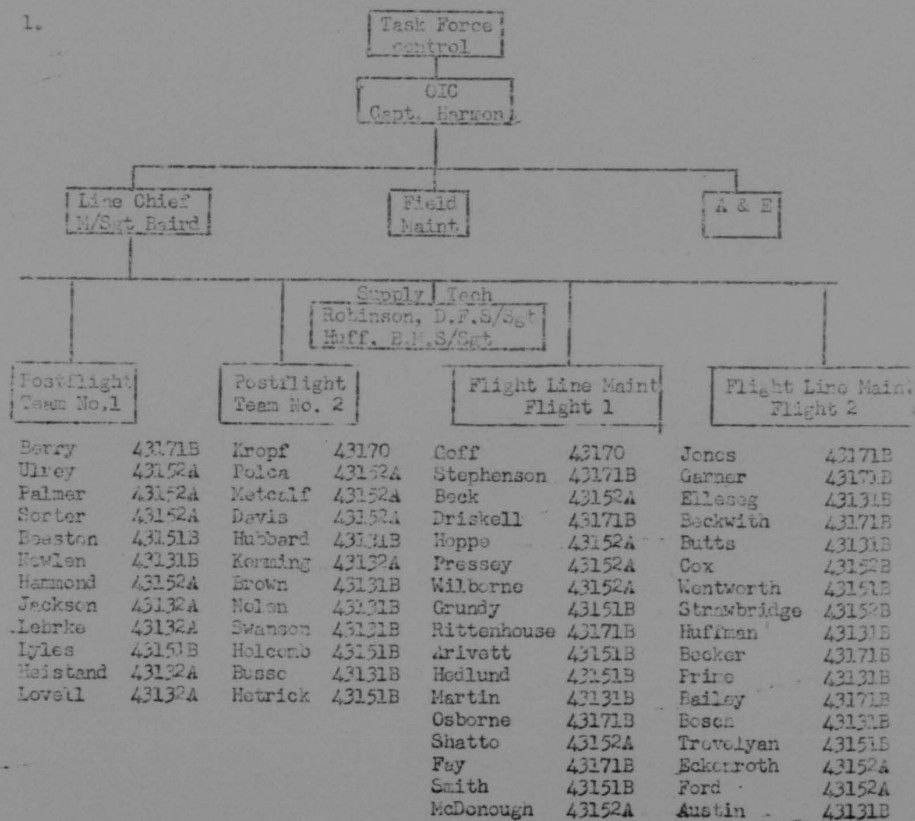 1.
Task Force
control
OIC
Capt. Harmon
Line Chief
M/Sgt Baird
Field
Maint
A & E
Supply Tech
Robinson, D.F.S/Sgt
Huff, B.M.S/Sgt
Postflight
Team No.1
Berry 43171B
Ulrey 43152A
Palmer 43152A
Sorter 43152A
Beeston 43151B
Newlen 43131B
Hammond 43152A
Jackson 43132A
Lehrke 43132A
Lyles 43151B
Heistand 43132A
Lovell 43132A
Postflight
Team No. 2
Kropf 43170
Polca 43152A
Metcalf 43152A
Davis 43152A
Hubbard 43131B
43132A
Brown 43131B
Nolen 43131B
Swanson 43131B
Holcomb 43151B
Busse 43131B
Hetrick 43151B
Flight Line Maint
Flight 1
Goff 43170
Stephenson 43171B
Beck 43152A
Driskell 43171B
Hoppe 43152A
Pressey 43152A
Wilborne 43152A
Grundy 43151B
Rittenhouse 43171B
Arivett 43151B
Hedlund 43151B
Martin 43131B
Osborne 43171B
Shatto 43152A
Fay 43171B
Smith 43151B
McDonough 43152A
Flight Line Maint
Flight 2
Jones 43171B
Garner 43171B
Elleseg 43131B
Beckwith 43171B
Butts 43131B
Cox 43152B
Wentworth 43151B
Strawbridge 43152B
Huffman 43131B
Becker 43171B
Prine 43131B
Bailey 43171B
Bosch 43131B
Trevelyan 43151B
Eckenroth 43152A
Ford 43152A
Austin 43131B